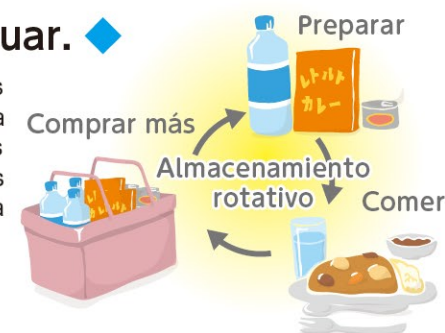 uar.
s
a
s
s
a
Preparar
レトルト
カレー
Comprar más
Almacenamiento
rotativo
Comer